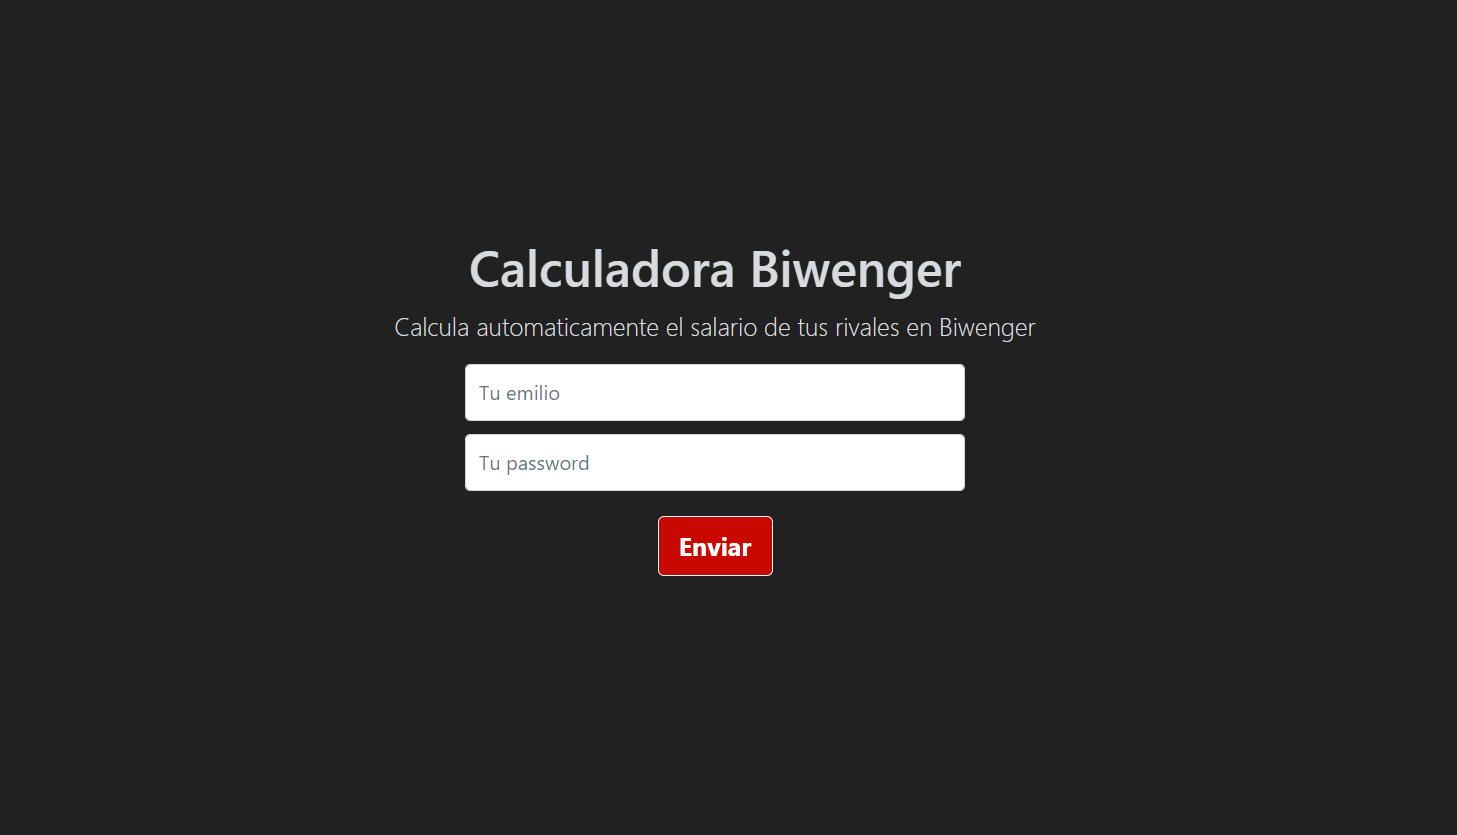 Calculadora Biwenger
Calcula automaticamente el salario de tus rivales en Biwenger
Tu emilio
Tu password
Enviar